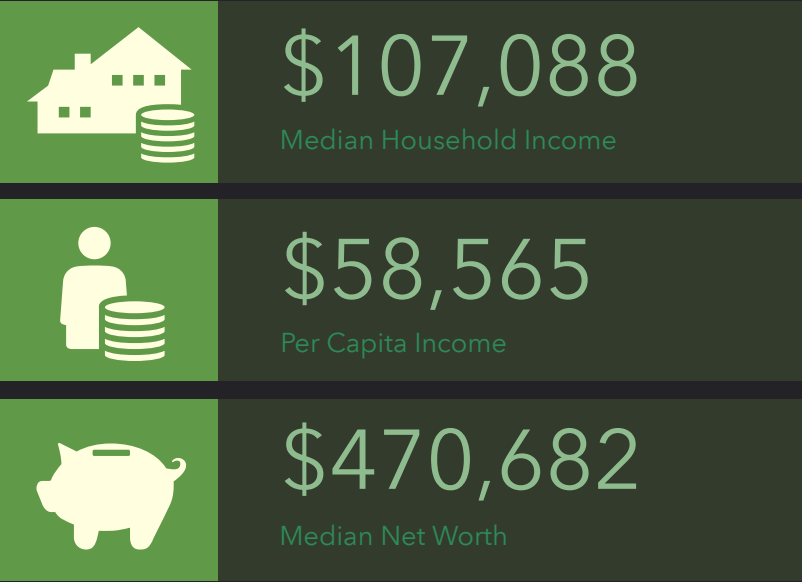 $107,088
Median Household Income
$58,565
Per Capita Income
$470,682
Median Net Worth